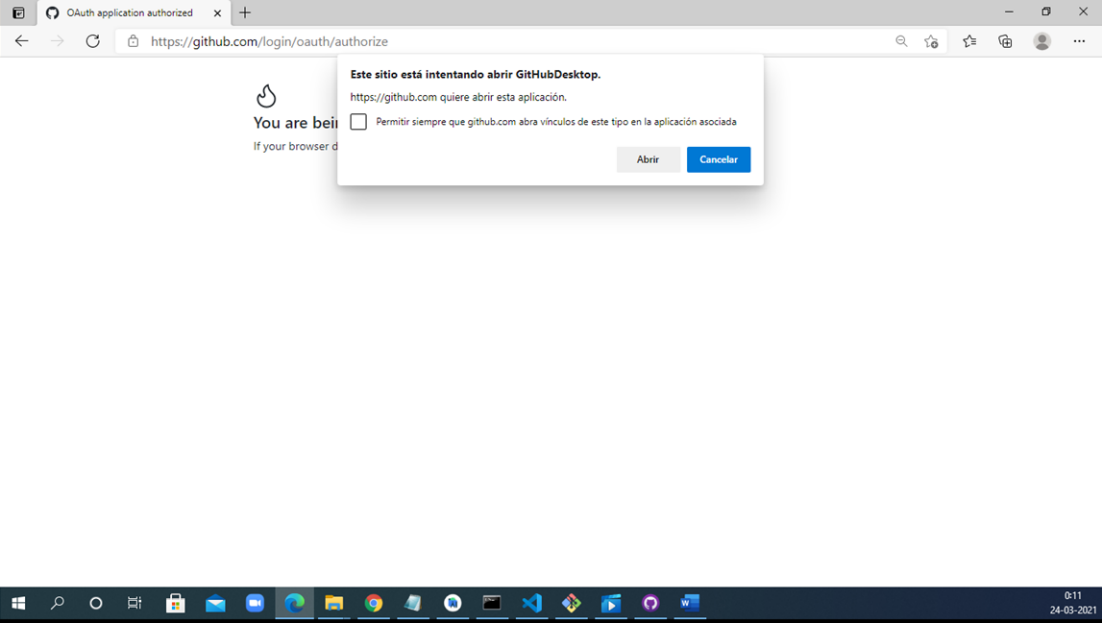 OAuth application authorized
https://github.com/login/oauth/authorize
Este sitio está intentando abrir GitHubDesktop.
https://github.com quiere abrir esta aplicación.
Permitir siempre que github.com abra vínculos de este tipo en la aplicación asociada
Abrir
Cancelar
You are bei
If your browser d
0:11
24-03-2021